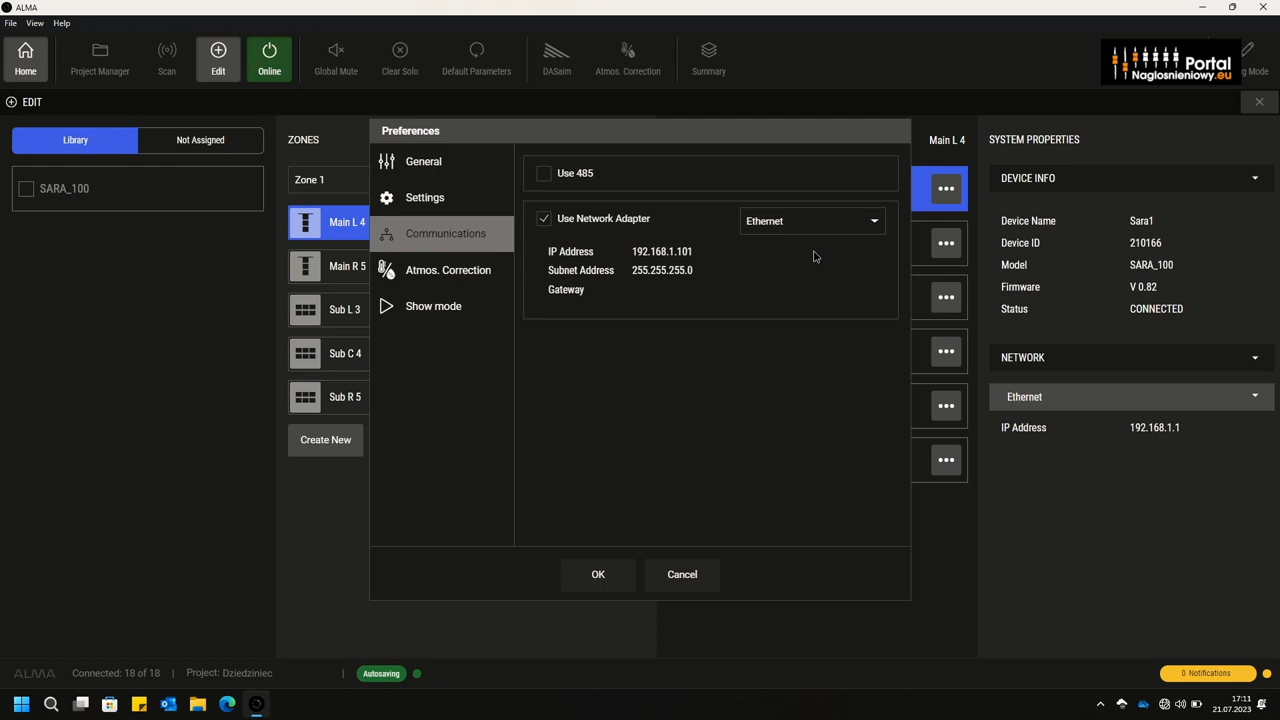 ALMA
File View Help
Home
Project Manager
Scan
Edit
Online
Global Mute
Clear Solo
Default Parameters
DASaim
Atmos. Correction
Summary
Portal
Nagłosnieniowy.eu
g Mode
EDIT
Library
Not Assigned
SARA_100
ZONES
Zone 1
Main L 4
Main R 5
Sub L 3
Sub C 4
Sub R 5
Create New
Preferences
General
Settings
Communications
Atmos. Correction
Show mode
Use 485
Use Network Adapter
Ethernet
IP Address 192.168.1.101
Subnet Address 255.255.255.0
Gateway
OK
Cancel
Main L 4
SYSTEM PROPERTIES
DEVICE INFO
Device Name Sara1
Device ID 210166
Model SARA_100
Firmware V 0.82
Status CONNECTED
NETWORK
Ethernet
IP Address 192.168.1.1
ALMA
Connected: 18 of 18
Project: Dziedziniec
Autosaving
0 Notifications
17:11
21.07.2023